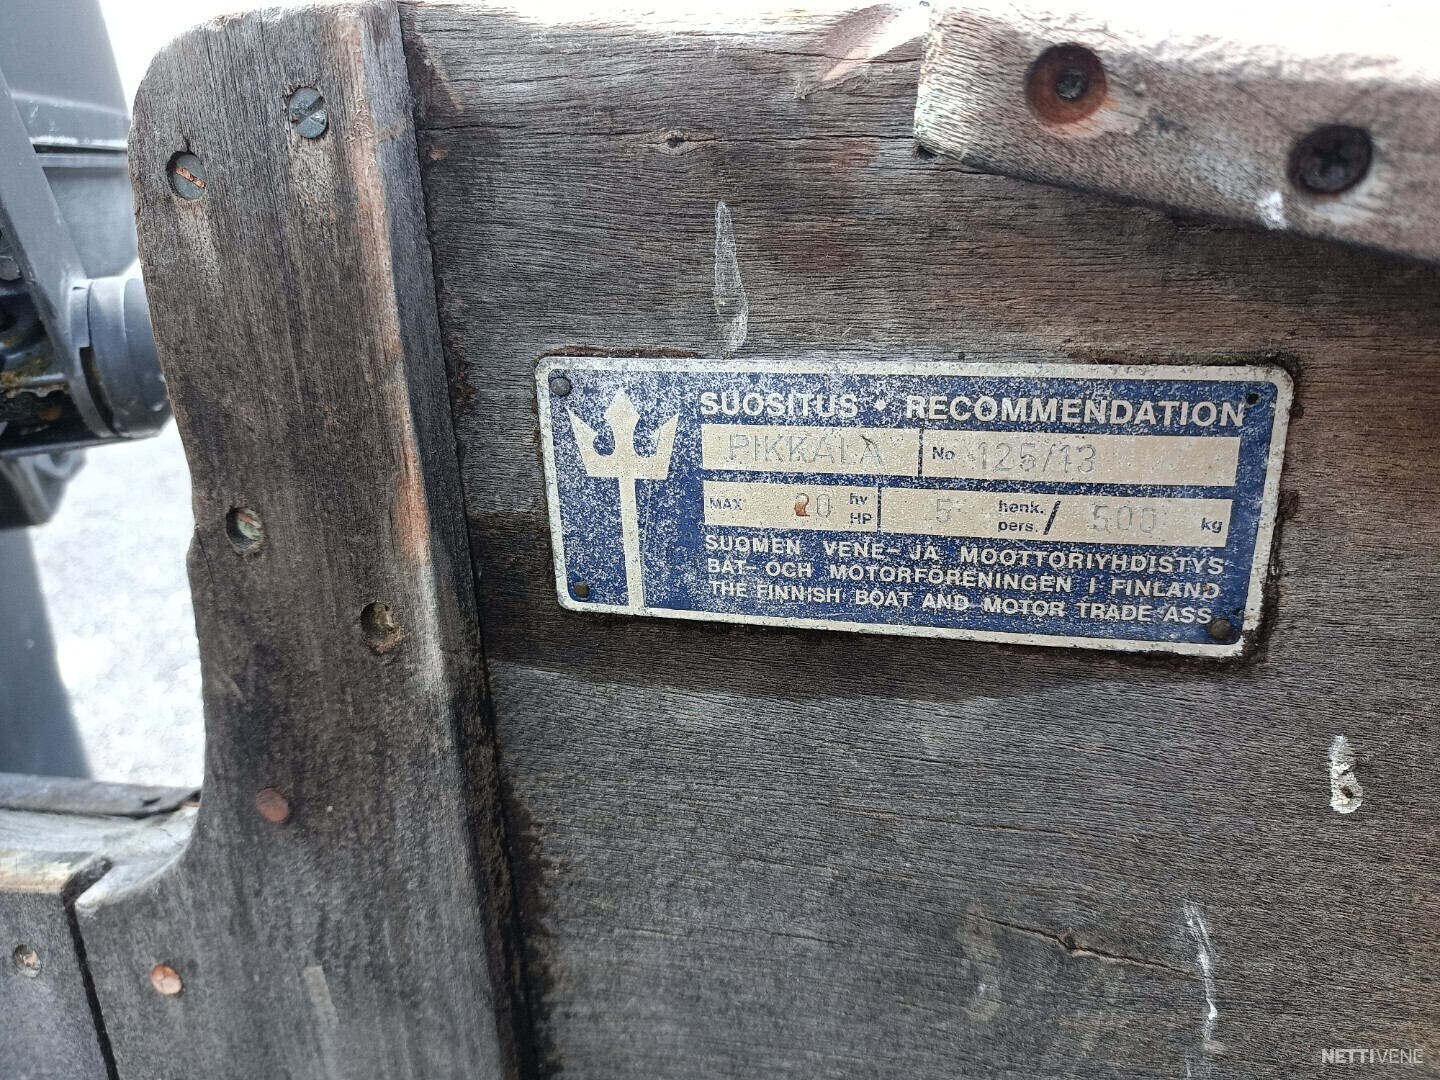 SUOSITUS • RECOMMENDATION
PIKKALA No 125/13
MAX 20 hv HP 5 henk. pers. / 500 kg
SUOMEN VENE- JA MOOTTORIYHDISTYS
BÅT- OCH MOTORFÖRENINGEN I FINLAND
THE FINNISH BOAT AND MOTOR TRADE ASS
NETTIVENE